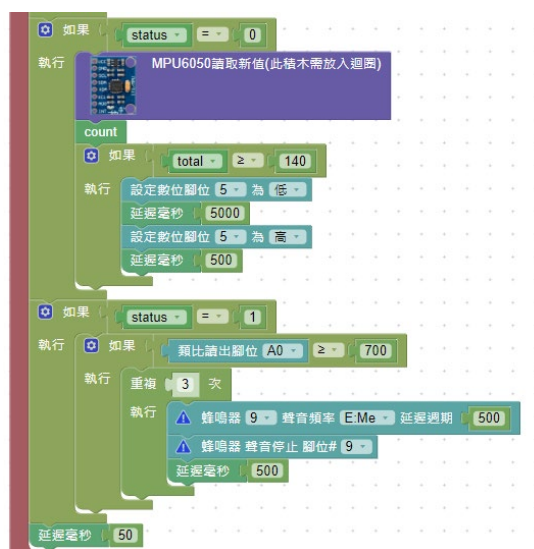 如果 status = 0
執行 MPU6050讀取新值(此積木需放入迴圈)
count
如果 total ≥ 140
執行 設定數位腳位 5 為 低
延遲毫秒 5000
設定數位腳位 5 為 高
延遲毫秒 500
如果 status = 1
執行 如果 類比讀出腳位 A0 ≥ 700
執行 重複 3 次
執行 蜂鳴器 9 聲音頻率 E:Me 延遲週期 500
蜂鳴器 聲音停止 腳位# 9
延遲毫秒 500
延遲毫秒 50